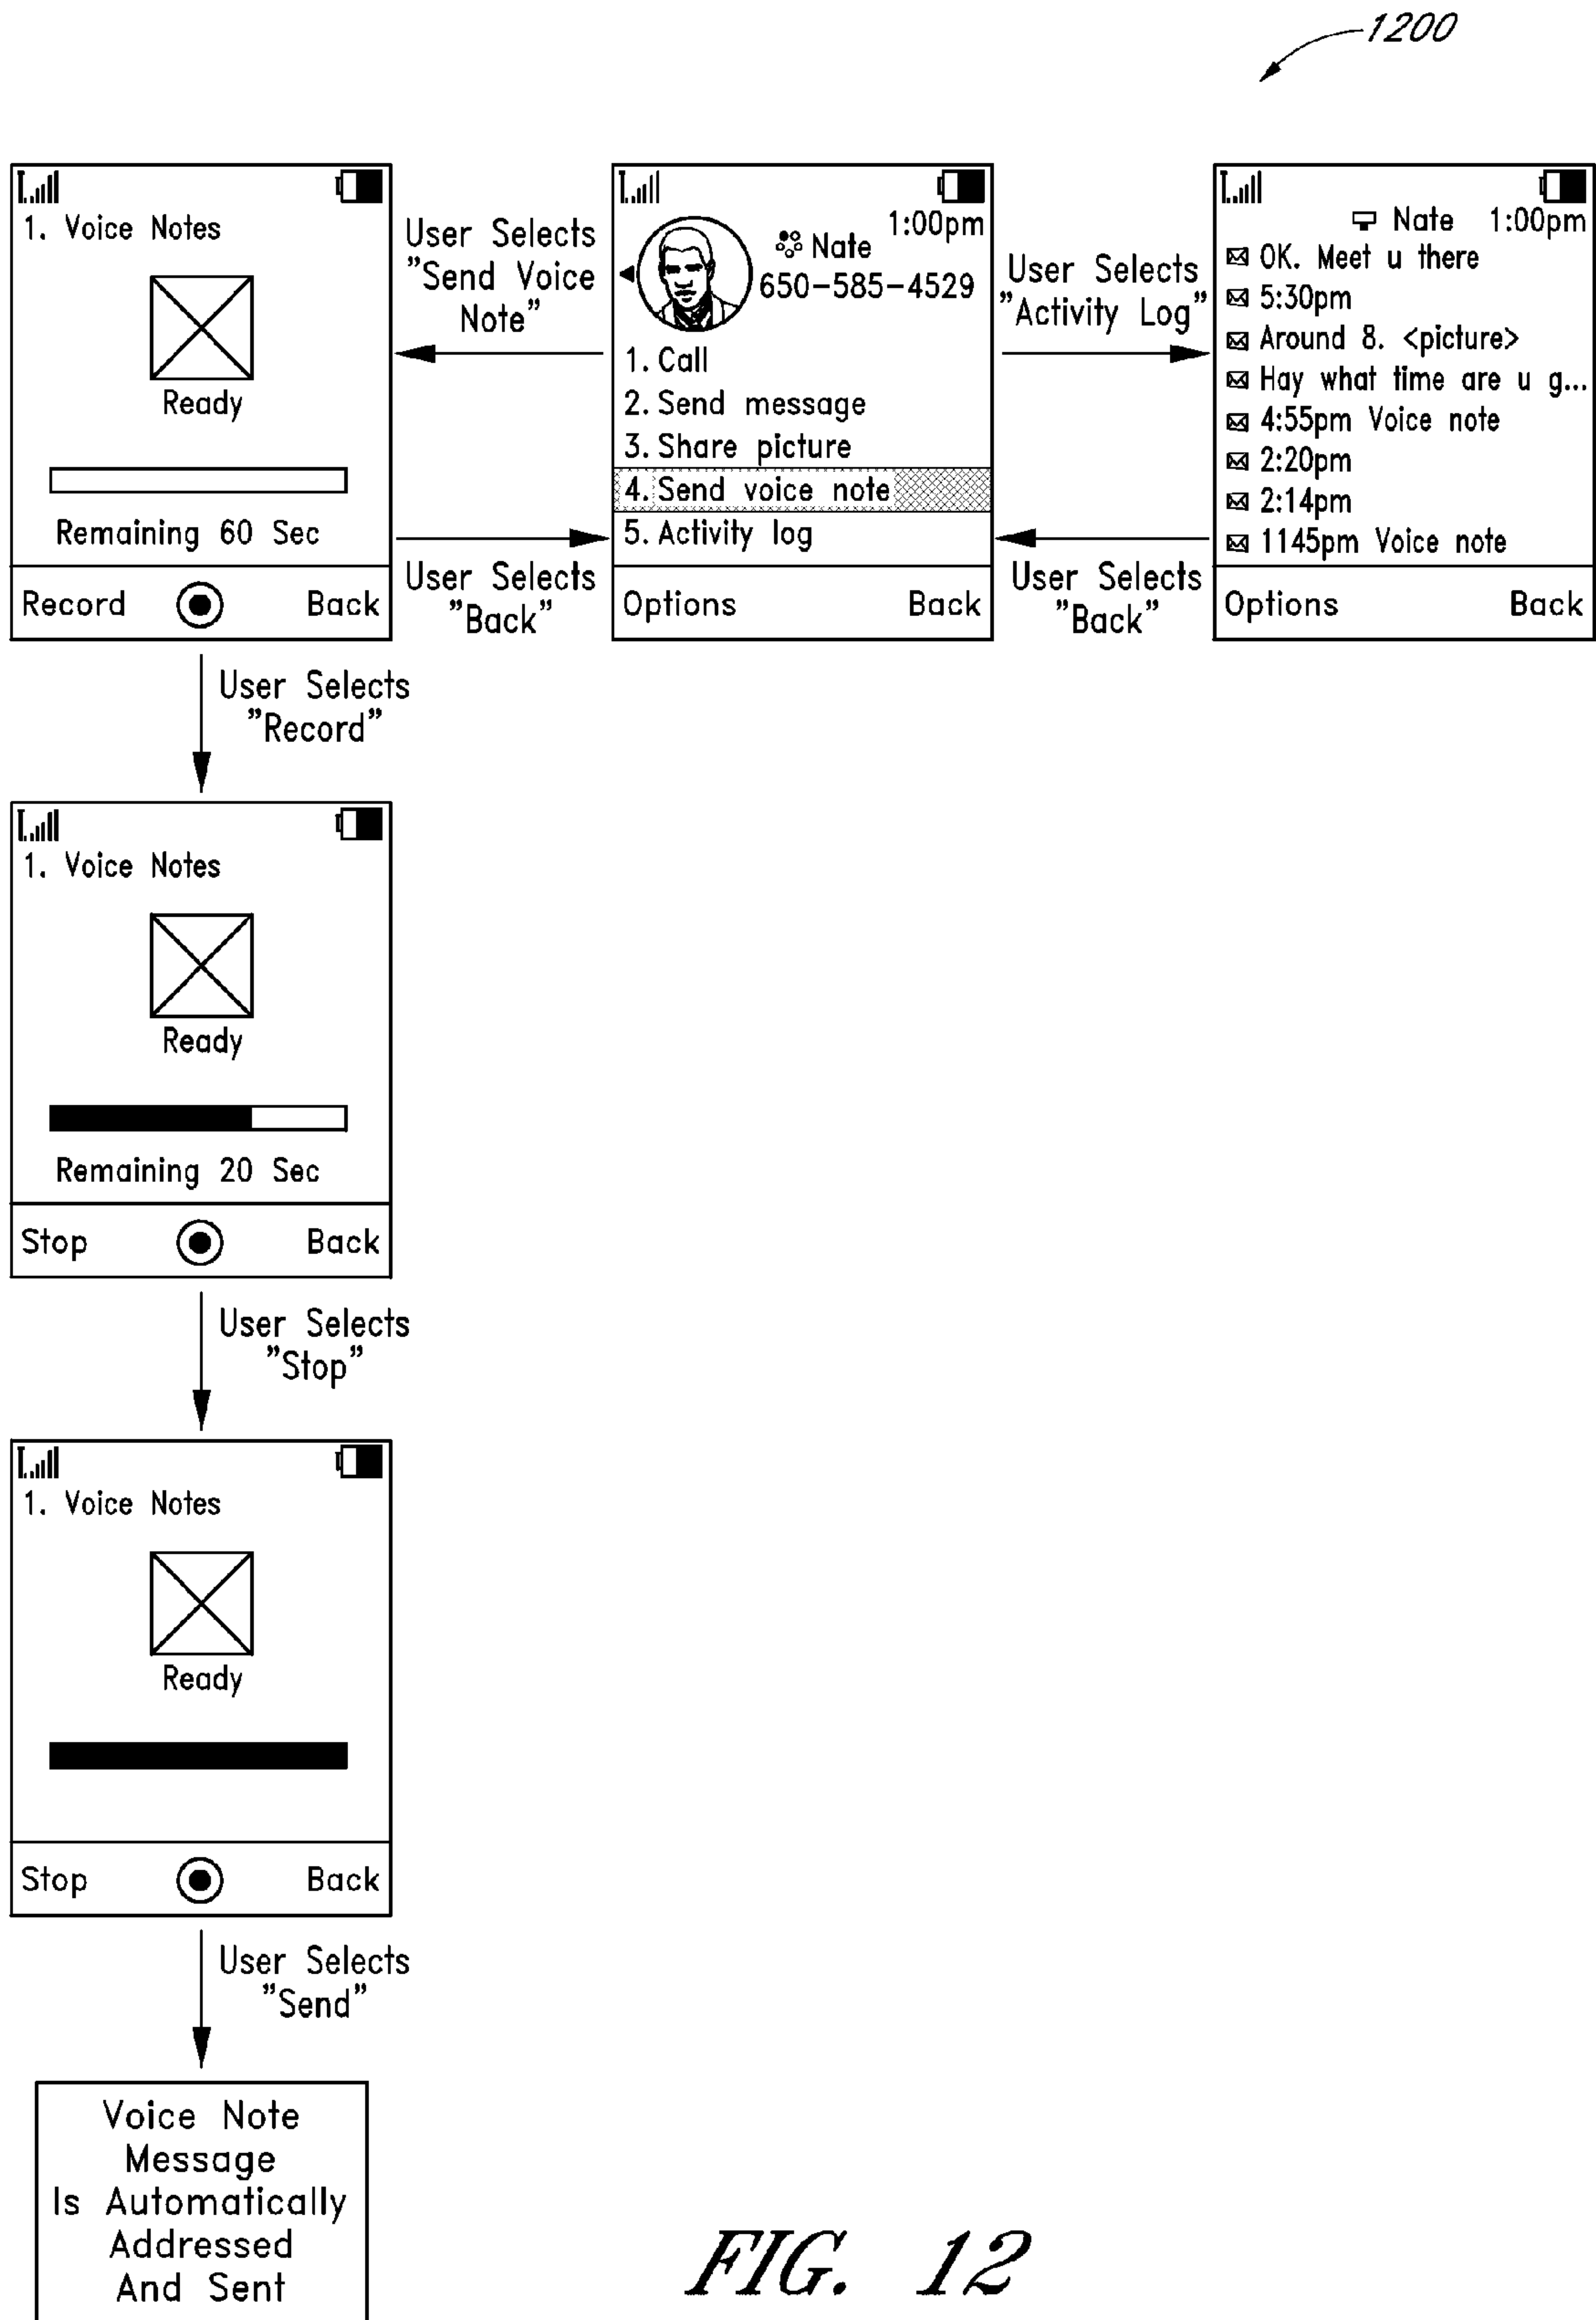 1200
1. Voice Notes
Ready
Remaining 60 Sec
Record Back
User Selects
"Send Voice
Note"
User Selects
"Back"
1:00pm
Nate
650-585-4529
1. Call
2. Send message
3. Share picture
4. Send voice note
5. Activity log
Options Back
User Selects
"Activity Log"
User Selects
"Back"
Nate 1:00pm
OK. Meet u there
5:30pm
Around 8. <picture>
Hay what time are u g...
4:55pm Voice note
2:20pm
2:14pm
1145pm Voice note
Options Back
User Selects
"Record"
1. Voice Notes
Ready
Remaining 20 Sec
Stop Back
User Selects
"Stop"
1. Voice Notes
Ready
Stop Back
User Selects
"Send"
Voice Note
Message
Is Automatically
Addressed
And Sent
FIG. 12